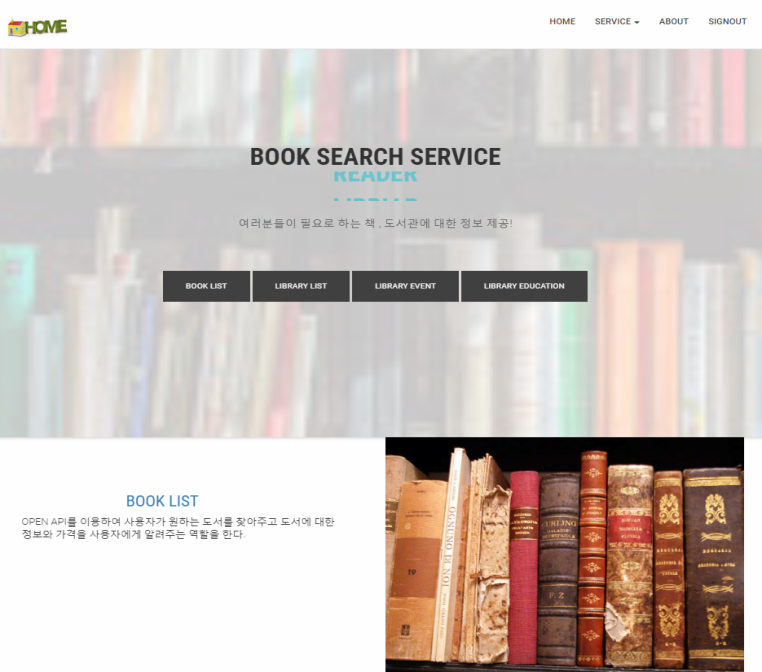 HOME
HOME SERVICE ABOUT SIGNOUT
BOOK SEARCH SERVICE
READER
여러분들이 필요로 하는 책 , 도서관에 대한 정보 제공!
BOOK LIST LIBRARY LIST LIBRARY EVENT LIBRARY EDUCATION
BOOK LIST
OPEN API를 이용하여 사용자가 원하는 도서를 찾아주고 도서에 대한
정보와 가격을 사용자에게 알려주는 역할을 한다.
OGNUNO DI NOI
19
P. Z